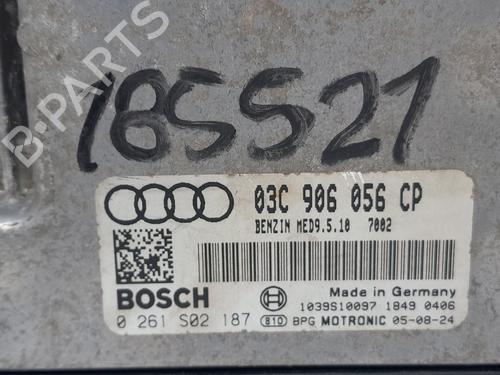 185521
B-PARTS
03C 906 056 CP
BENZIN MED9.5.10 7002
BOSCH
Made in Germany
1039S10097 1849 0406
0 261 S02 187 810 BPG MOTRONIC 05-08-24